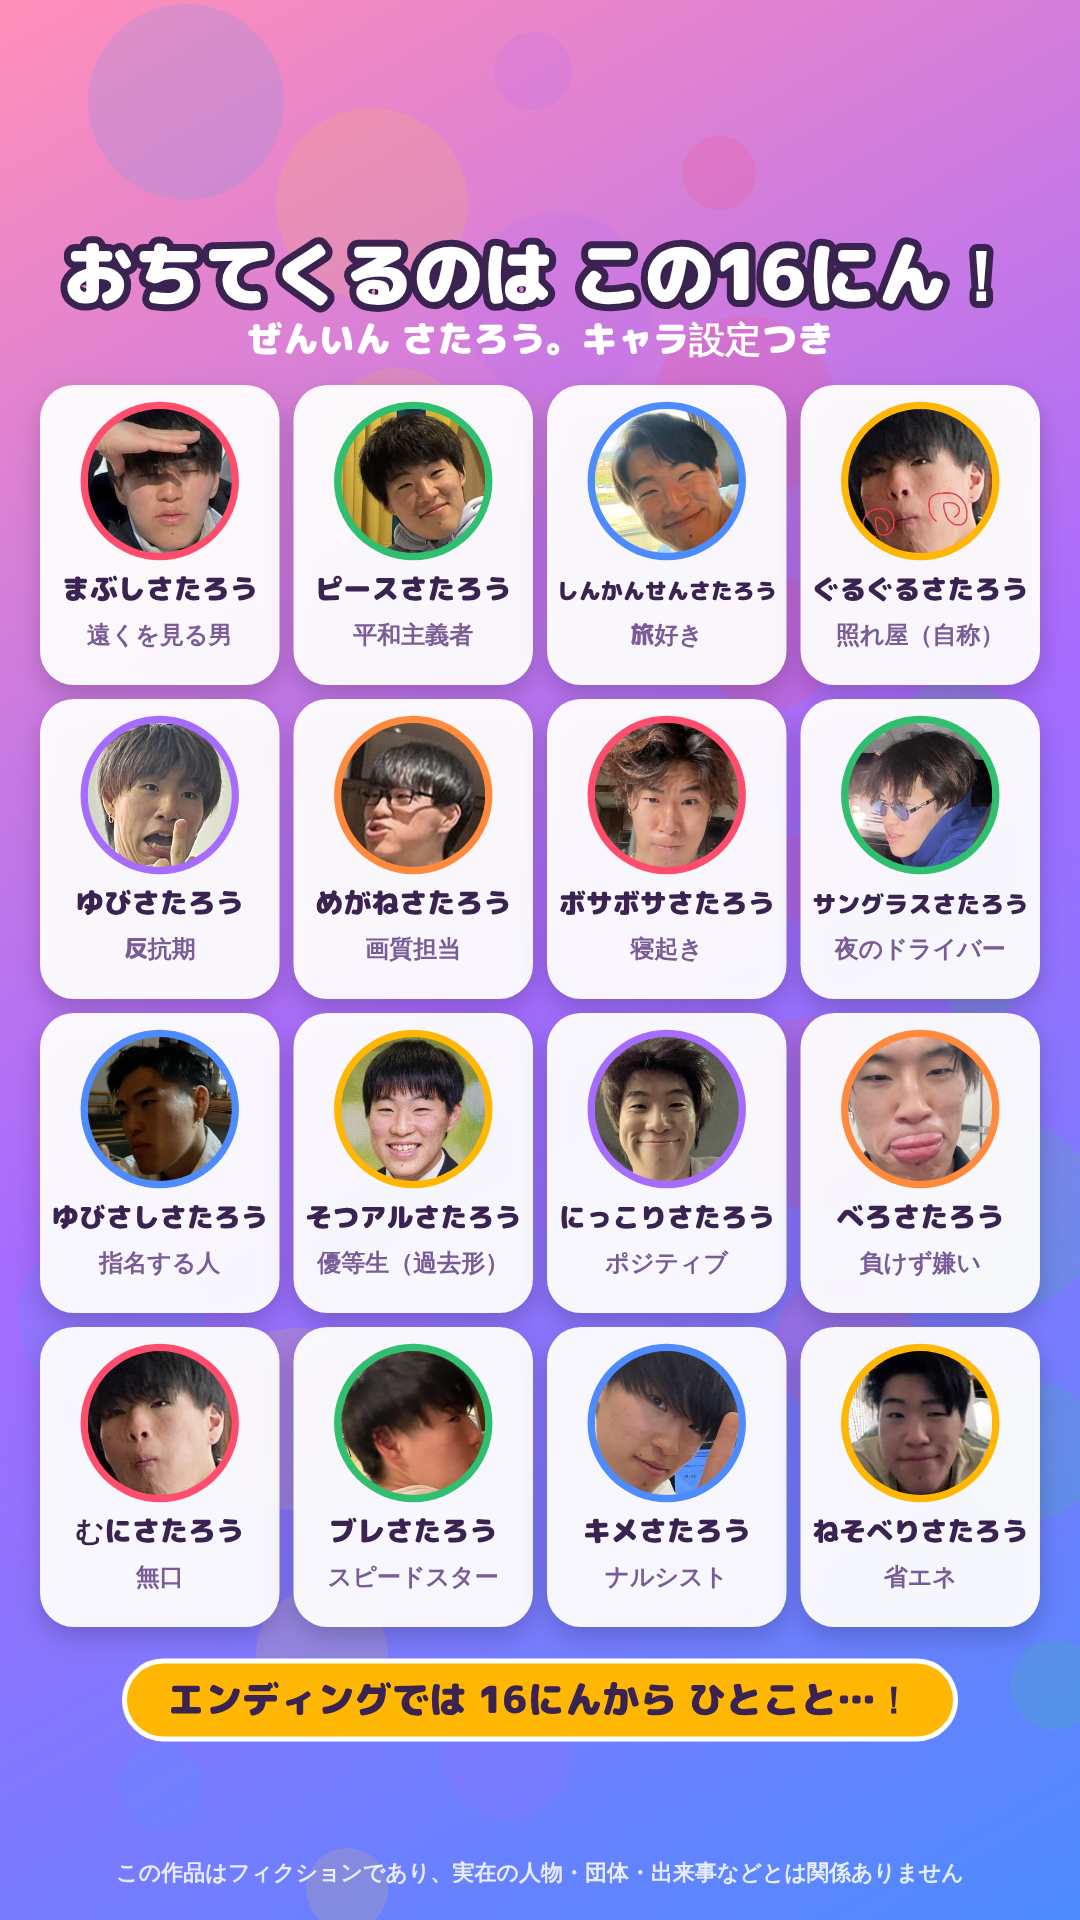 おちてくるのは この16にん！
ぜんいん さたろう。キャラ設定つき
まぶしさたろう
遠くを見る男
ピースさたろう
平和主義者
しんかんせんさたろう
旅好き
ぐるぐるさたろう
照れ屋（自称）
ゆびさたろう
反抗期
めがねさたろう
画質担当
ボサボサさたろう
寝起き
サングラスさたろう
夜のドライバー
ゆびさしさたろう
指名する人
そつアルさたろう
優等生（過去形）
にっこりさたろう
ポジティブ
べろさたろう
負けず嫌い
むにさたろう
無口
ブレさたろう
スピードスター
キメさたろう
ナルシスト
ねそべりさたろう
省エネ
エンディングでは 16にんから ひとこと…！
この作品はフィクションであり、実在の人物・団体・出来事などとは関係ありません